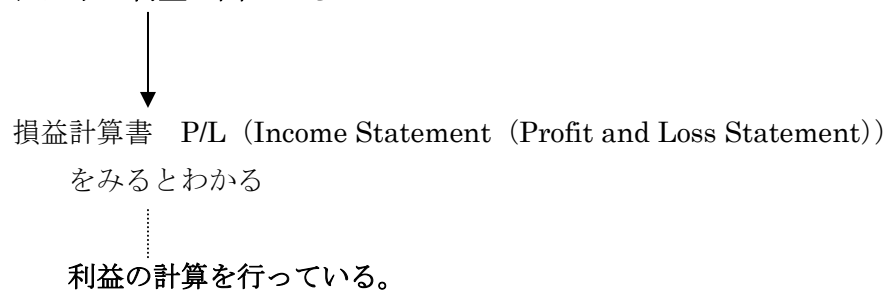 損益計算書　P/L（Income Statement（Profit and Loss Statement））
をみるとわかる
利益の計算を行っている。